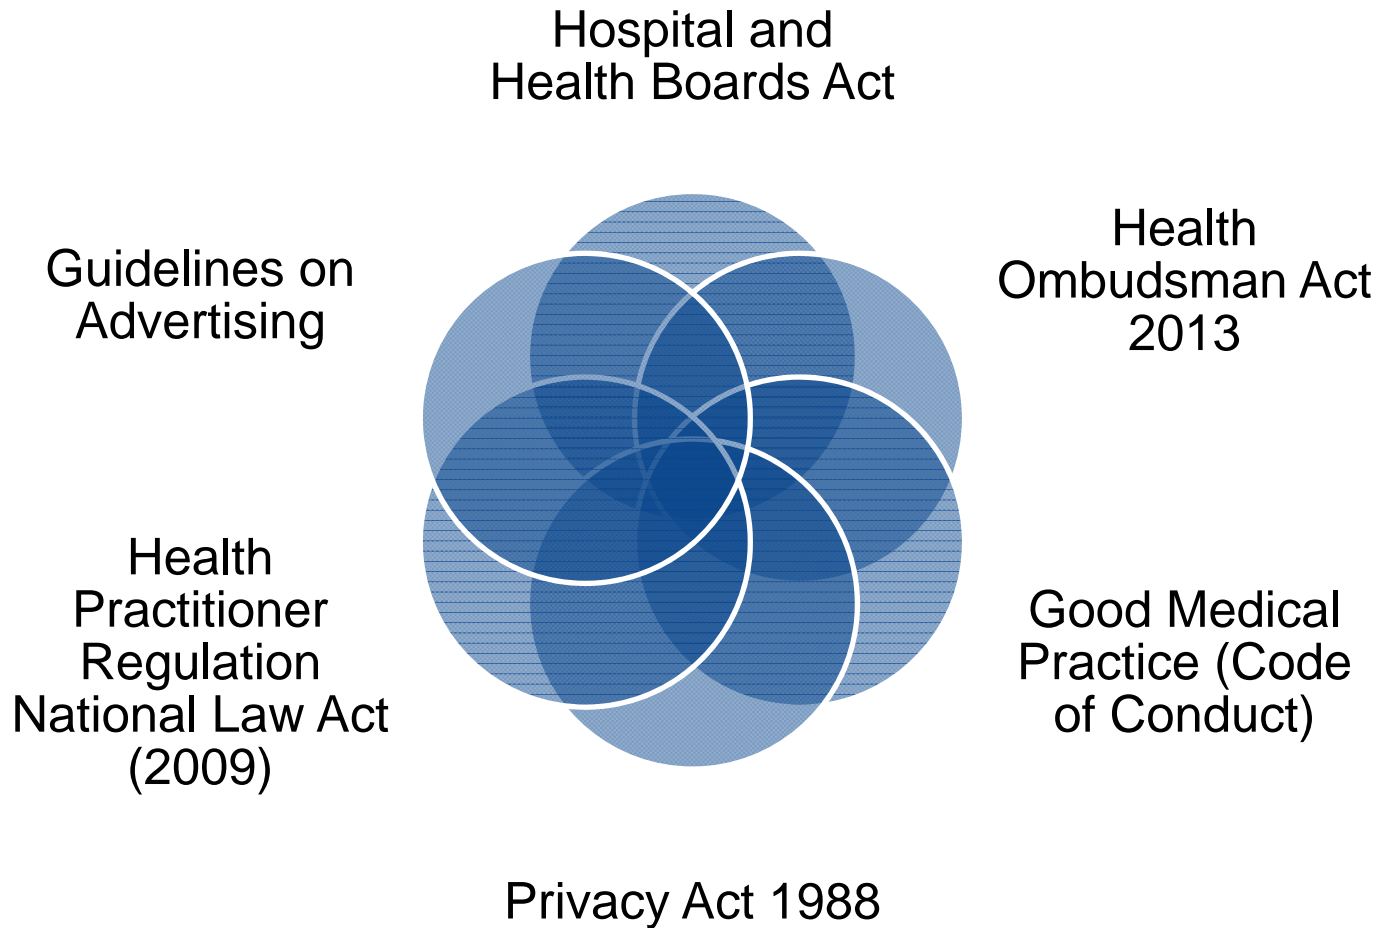 Hospital and
Health Boards Act
Health
Ombudsman Act
2013
Good Medical
Practice (Code
of Conduct)
Privacy Act 1988
Health
Practitioner
Regulation
National Law Act
(2009)
Guidelines on
Advertising